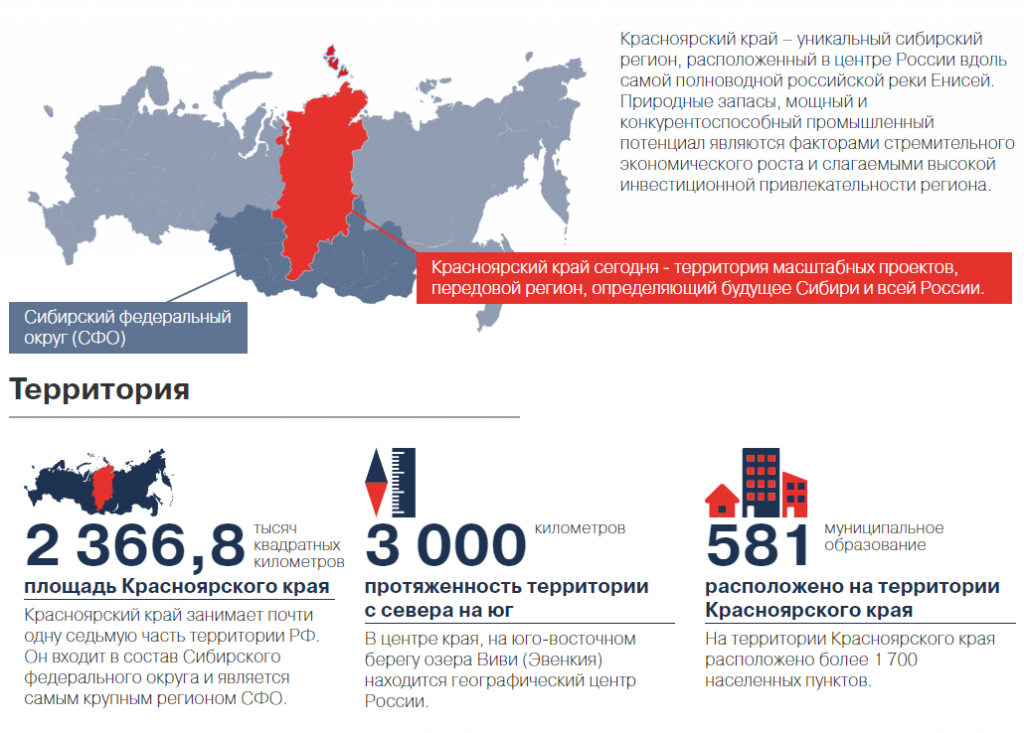 Красноярский край – уникальный сибирский
регион, расположенный в центре России вдоль
самой полноводной российской реки Енисей.
Природные запасы, мощный и
конкурентоспособный промышленный
потенциал являются факторами стремительного
экономического роста и слагаемыми высокой
инвестиционной привлекательности региона.
Красноярский край сегодня - территория масштабных проектов,
передовой регион, определяющий будущее Сибири и всей России.
Сибирский федеральный
округ (СФО)
Территория
2 366,8 тысяч
квадратных
километров
площадь Красноярского края
Красноярский край занимает почти
одну седьмую часть территории РФ.
Он входит в состав Сибирского
федерального округа и является
самым крупным регионом СФО.
3 000 километров
протяженность территории
с севера на юг
В центре края, на юго-восточном
берегу озера Виви (Эвенкия)
находится географический центр
России.
581 муниципальное
образование
расположено на территории
Красноярского края
На территории Красноярского края
расположено более 1 700
населенных пунктов.